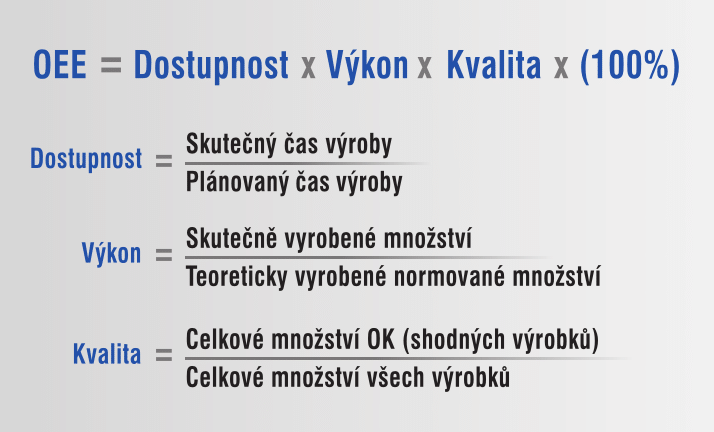 OEE = Dostupnost x Výkon x Kvalita x (100%)
Dostupnost = Skutečný čas výroby
Plánovaný čas výroby
Výkon = Skutečně vyrobené množství
Teoreticky vyrobené normované množství
Kvalita = Celkové množství OK (shodných výrobků)
Celkové množství všech výrobků